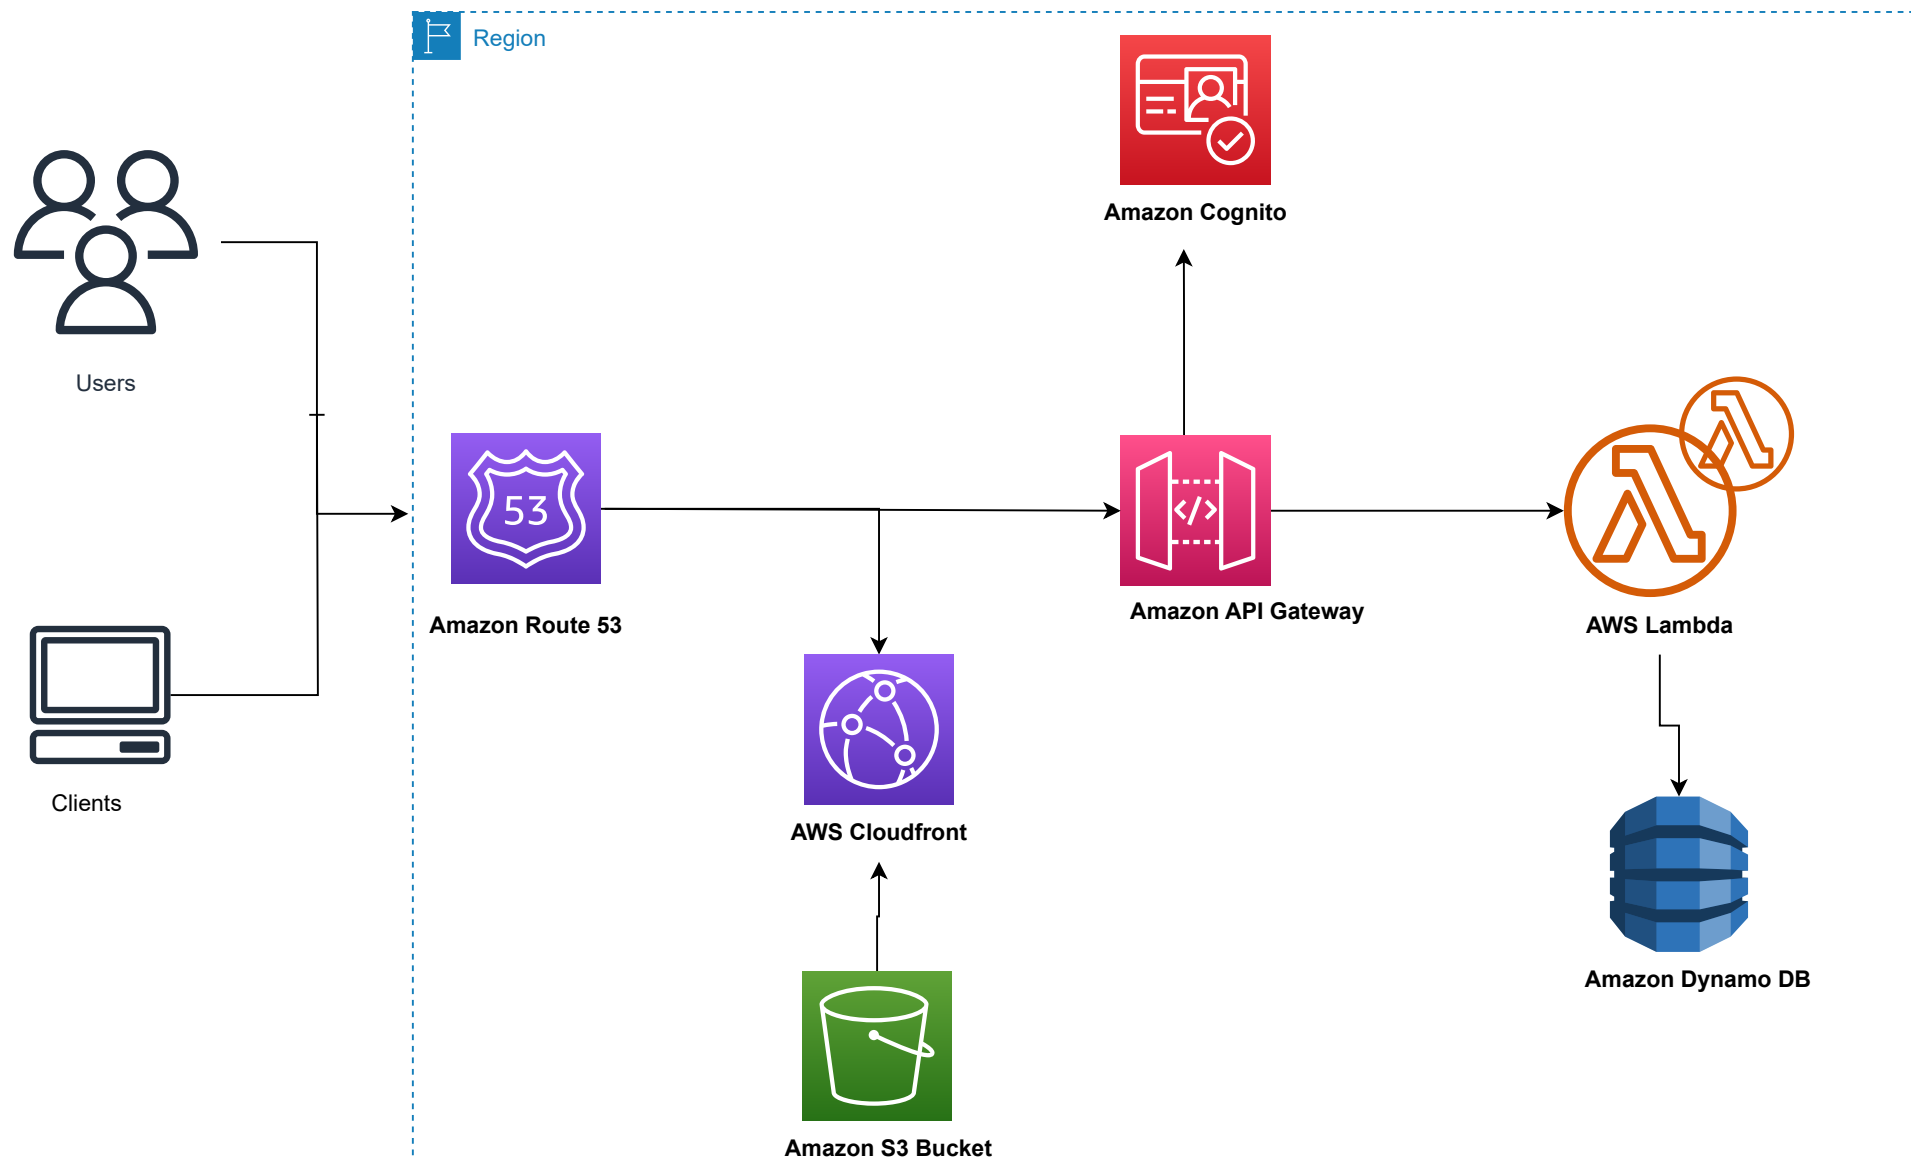 Region
Amazon Cognito
Users
53
</>
Amazon Route 53
Amazon API Gateway
AWS Lambda
Clients
AWS Cloudfront
Amazon Dynamo DB
Amazon S3 Bucket